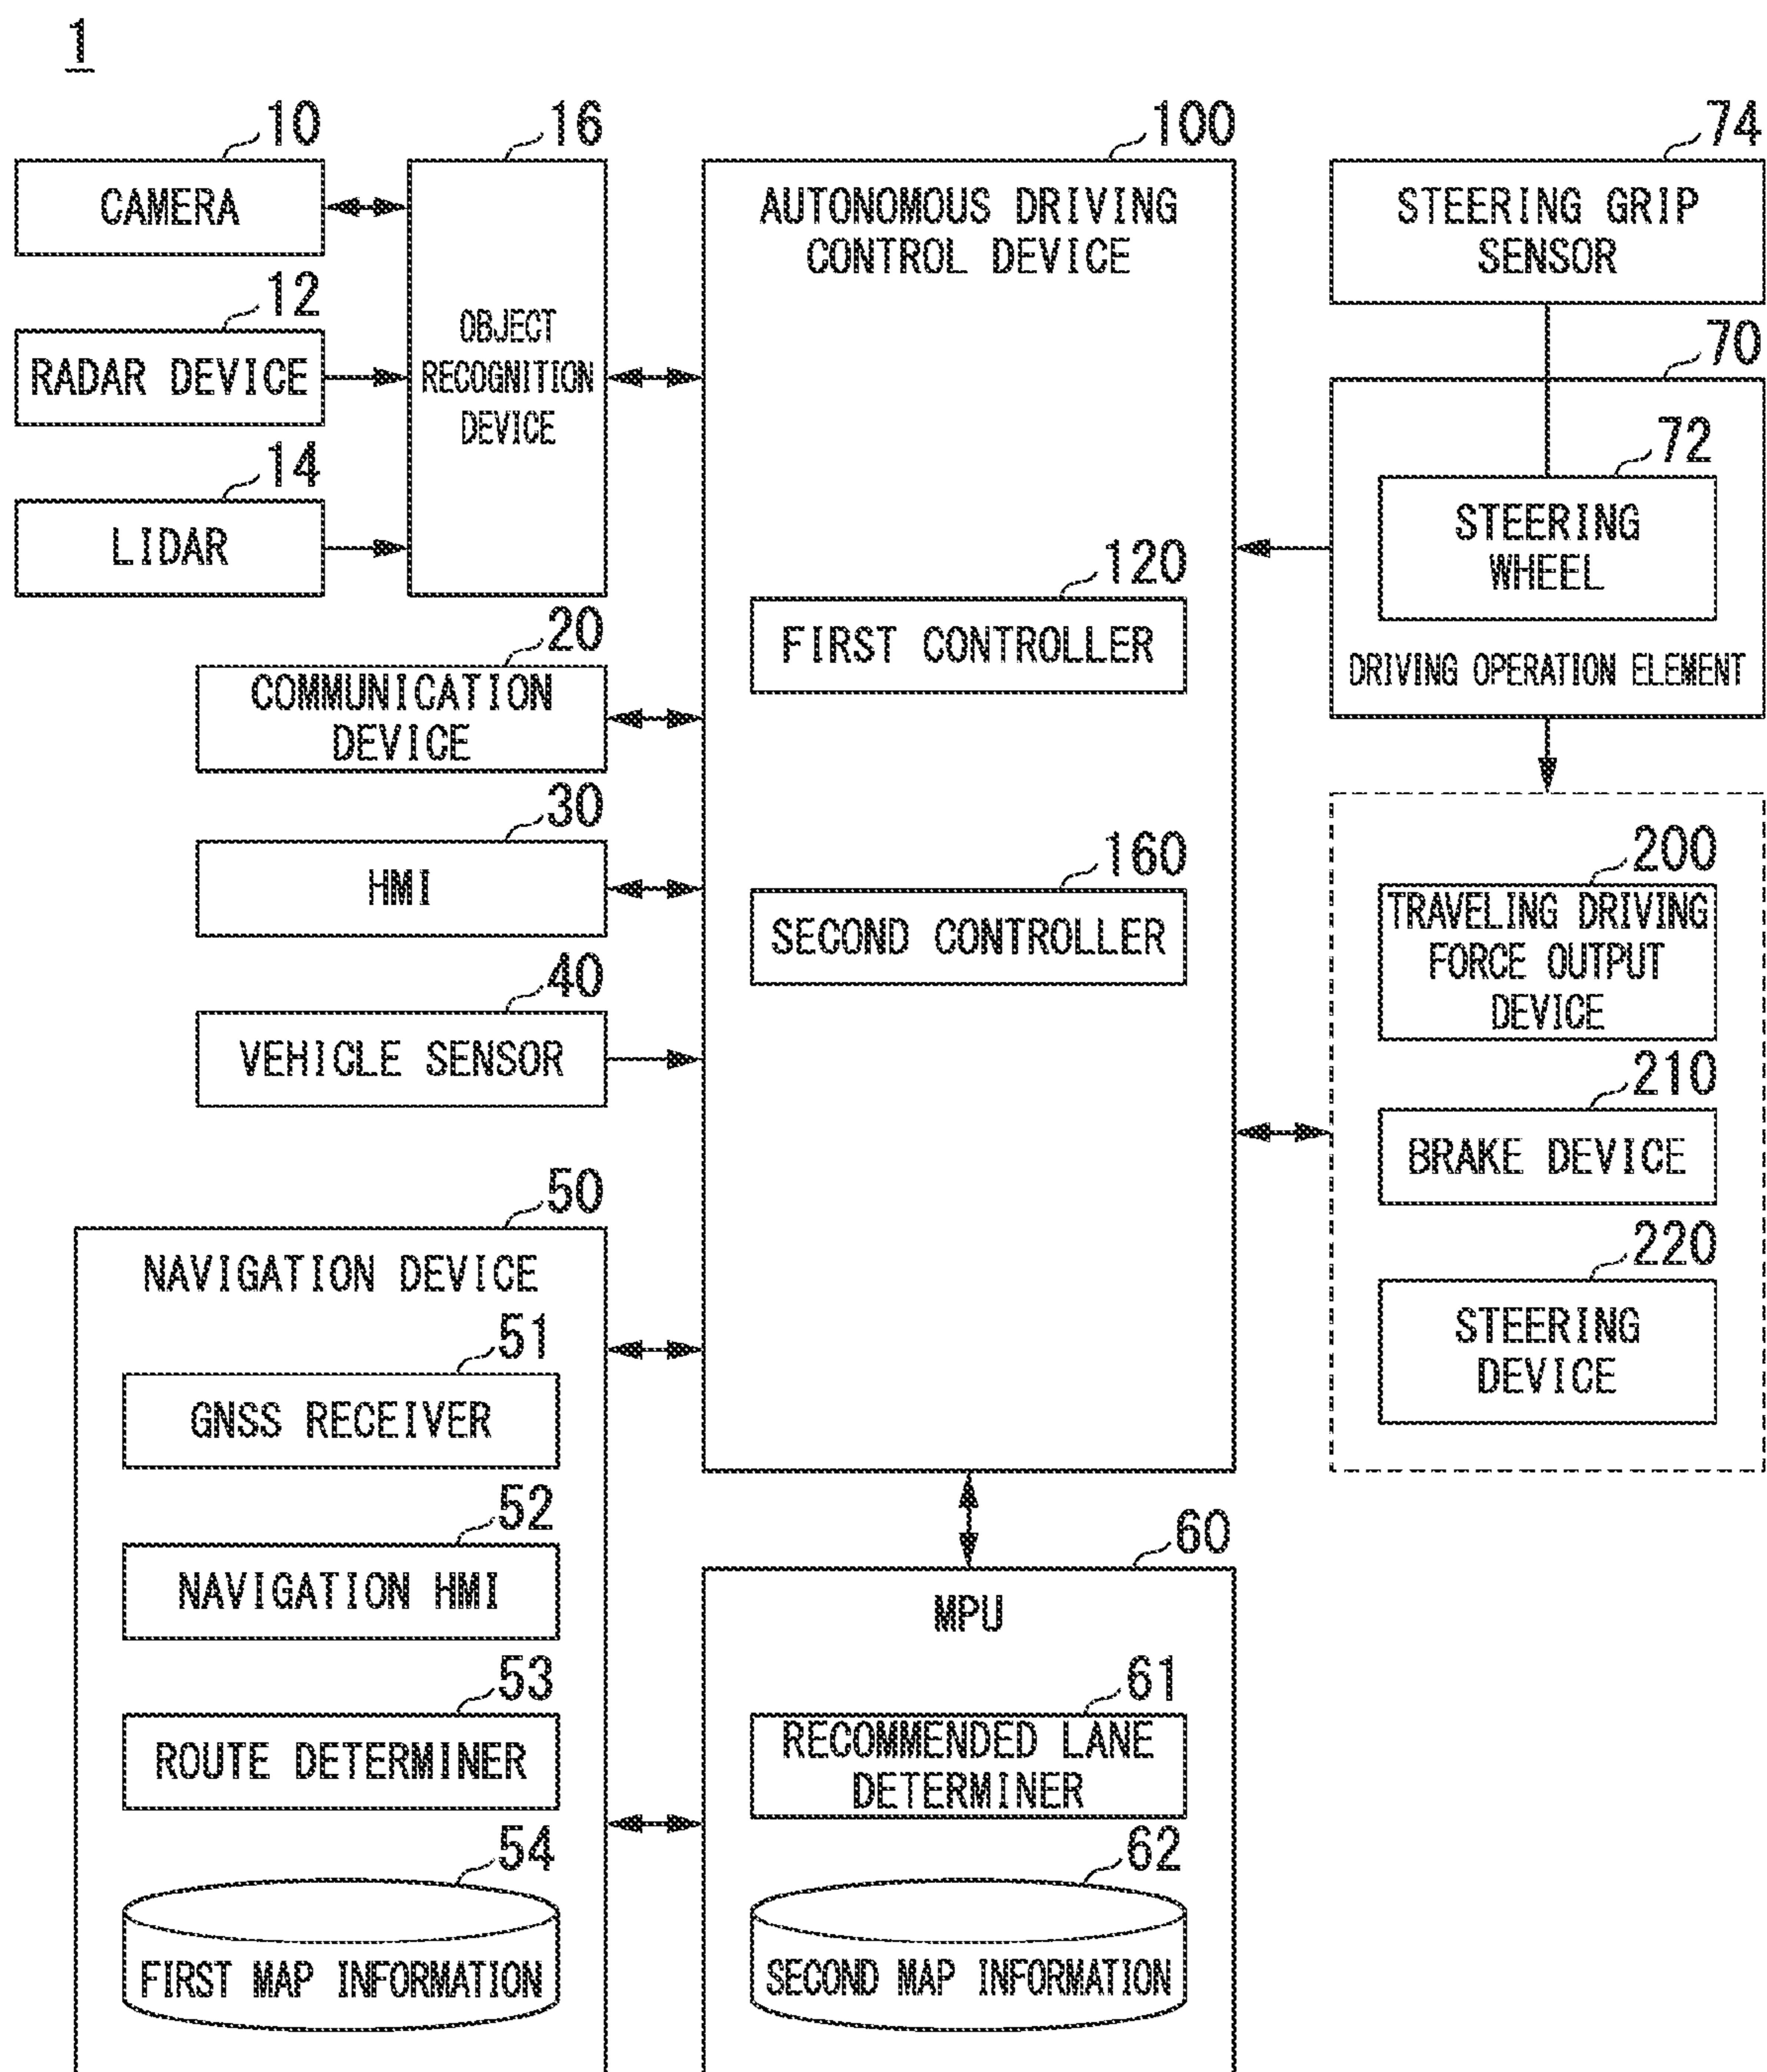 1
10
CAMERA
12
RADAR DEVICE
14
LIDAR
16
OBJECT
RECOGNITION
DEVICE
20
COMMUNICATION
DEVICE
30
HMI
40
VEHICLE SENSOR
50
NAVIGATION DEVICE
51
GNSS RECEIVER
52
NAVIGATION HMI
53
ROUTE DETERMINER
54
FIRST MAP INFORMATION
100
AUTONOMOUS DRIVING
CONTROL DEVICE
120
FIRST CONTROLLER
160
SECOND CONTROLLER
60
MPU
61
RECOMMENDED LANE
DETERMINER
62
SECOND MAP INFORMATION
74
STEERING GRIP
SENSOR
70
72
STEERING
WHEEL
DRIVING OPERATION ELEMENT
200
TRAVELING DRIVING
FORCE OUTPUT
DEVICE
210
BRAKE DEVICE
220
STEERING
DEVICE